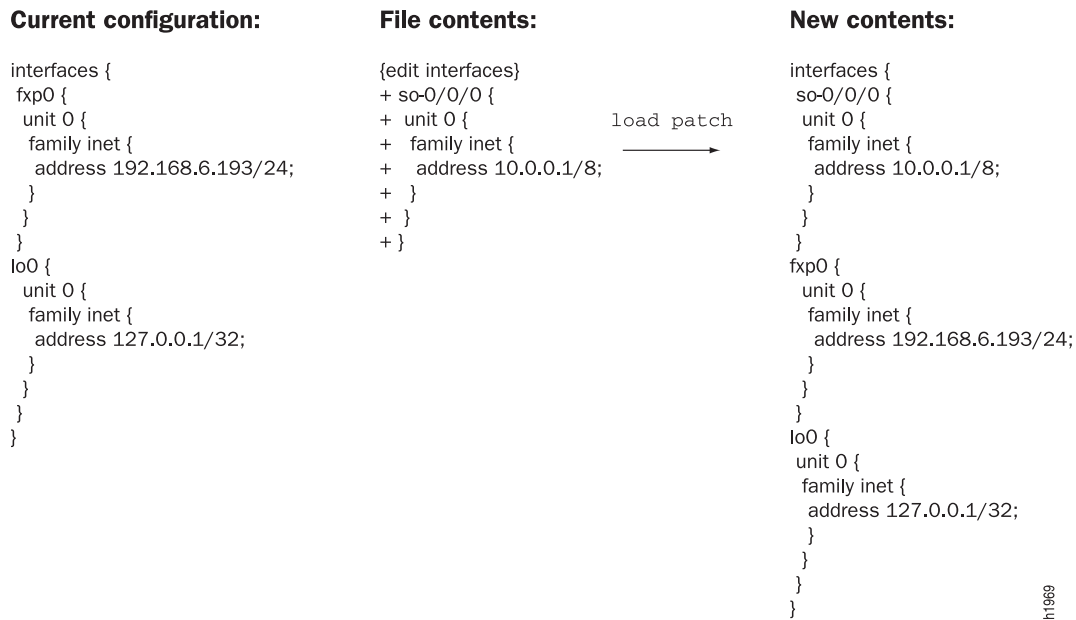 Current configuration:
interfaces {
fxp0 {
unit 0 {
family inet {
address 192.168.6.193/24;
}
}
}
lo0 {
unit 0 {
family inet {
address 127.0.0.1/32;
}
}
}
}
File contents:
{edit interfaces}
+ so-0/0/0 {
+ unit 0 {
+ family inet {
+ address 10.0.0.1/8;
+ }
+ }
+ }
load patch
New contents:
interfaces {
so-0/0/0 {
unit 0 {
family inet {
address 10.0.0.1/8;
}
}
}
fxp0 {
unit 0 {
family inet {
address 192.168.6.193/24;
}
}
}
lo0 {
unit 0 {
family inet {
address 127.0.0.1/32;
}
}
}
}
h1969